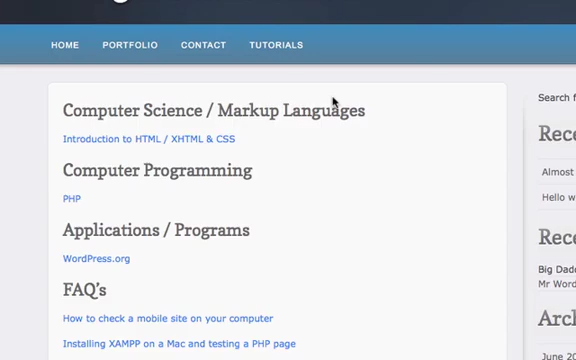 HOME PORTFOLIO CONTACT TUTORIALS
Computer Science / Markup Languages
Introduction to HTML / XHTML & CSS
Computer Programming
PHP
Applications / Programs
WordPress.org
FAQ's
How to check a mobile site on your computer
Installing XAMPP on a Mac and testing a PHP page
Search f
Rece
Almost
Hello w
Rece
Big Dad
Mr Word
Arch
June 20